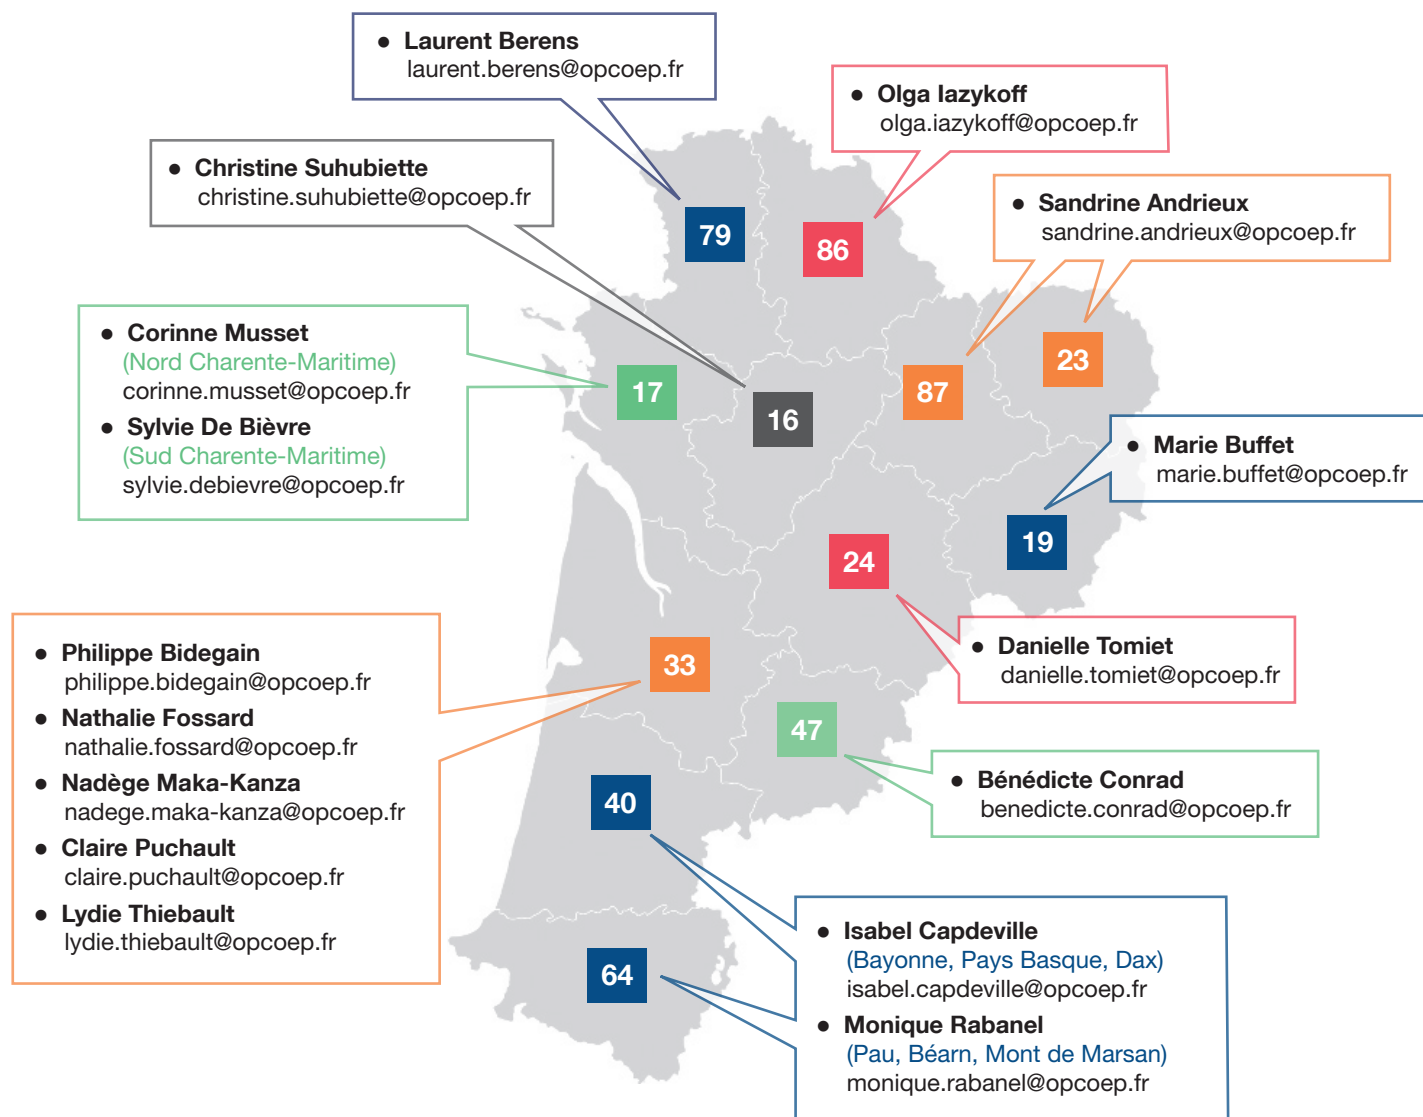 ● Laurent Berens
laurent.berens@opcoep.fr
● Olga Iazykoff
olga.iazykoff@opcoep.fr
● Christine Suhubiette
christine.suhubiette@opcoep.fr
● Sandrine Andrieux
sandrine.andrieux@opcoep.fr
79
86
● Corinne Musset
(Nord Charente-Maritime)
corinne.musset@opcoep.fr
● Sylvie De Bièvre
(Sud Charente-Maritime)
sylvie.debievre@opcoep.fr
17
16
87
23
● Marie Buffet
marie.buffet@opcoep.fr
19
24
● Philippe Bidegain
philippe.bidegain@opcoep.fr
● Nathalie Fossard
nathalie.fossard@opcoep.fr
● Nadège Maka-Kanza
nadege.maka-kanza@opcoep.fr
● Claire Puchault
claire.puchault@opcoep.fr
● Lydie Thiebault
lydie.thiebault@opcoep.fr
33
● Danielle Tomiet
danielle.tomiet@opcoep.fr
47
● Bénédicte Conrad
benedicte.conrad@opcoep.fr
40
64
● Isabel Capdeville
(Bayonne, Pays Basque, Dax)
isabel.capdeville@opcoep.fr
● Monique Rabanel
(Pau, Béarn, Mont de Marsan)
monique.rabanel@opcoep.fr